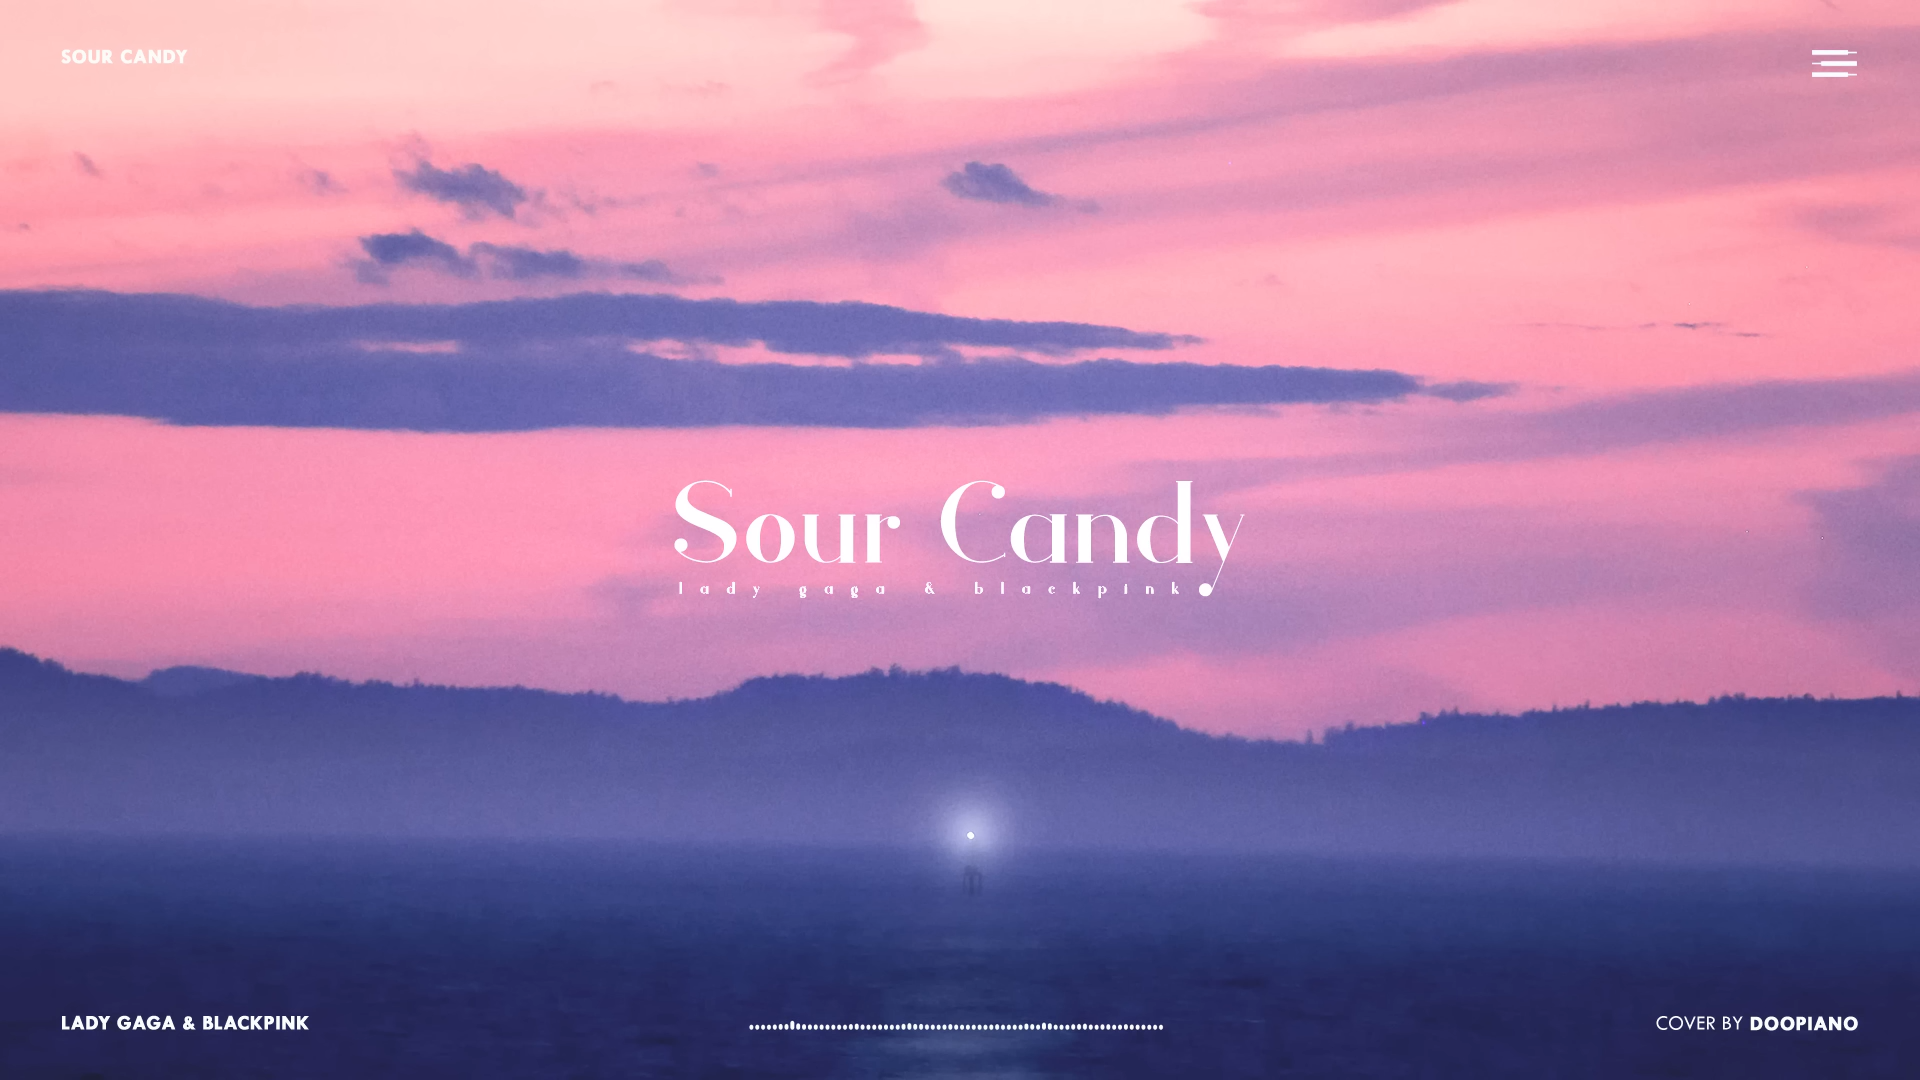 SOUR CANDY
Sour Candy
lady gaga & blackpink
LADY GAGA & BLACKPINK
COVER BY DOOPIANO